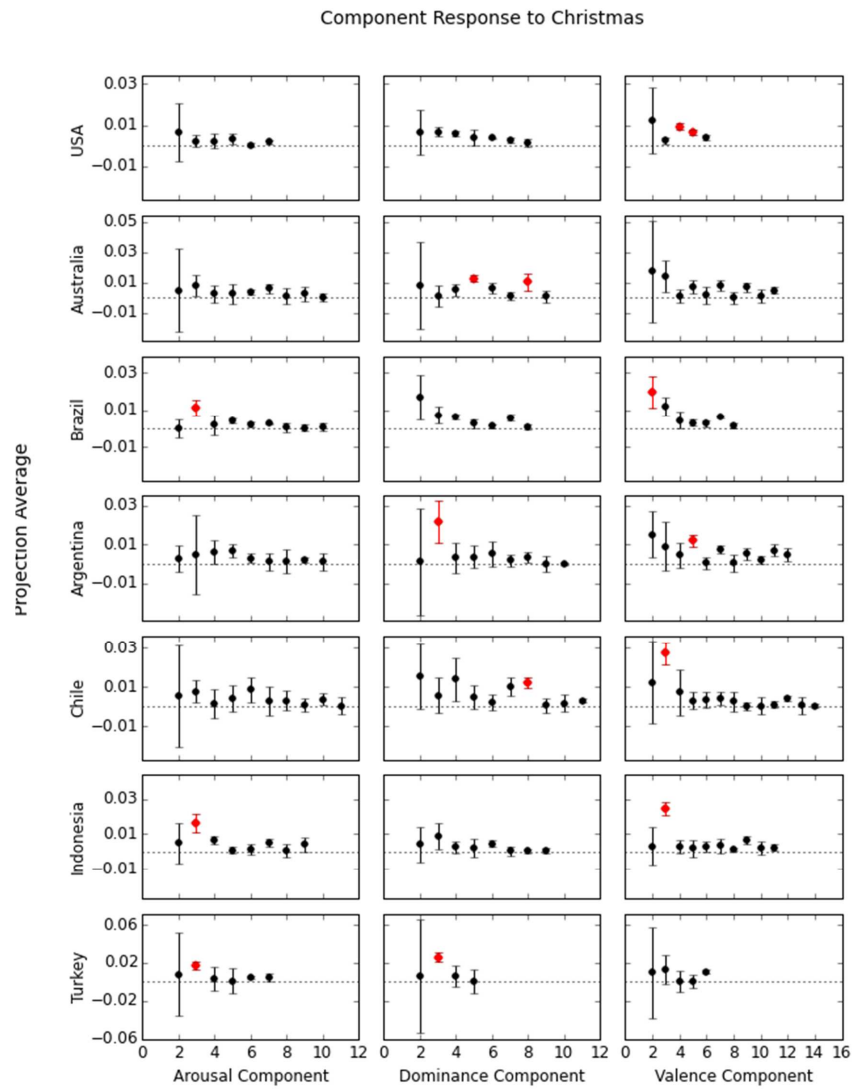 Component Response to Christmas
Projection Average
USA
0.03
0.01
−0.01
Australia
0.05
0.03
0.01
−0.01
Brazil
0.03
0.01
−0.01
Argentina
0.03
0.01
−0.01
Chile
0.03
0.01
−0.01
Indonesia
0.03
0.01
−0.01
Turkey
0.06
0.02
−0.02
−0.06
0 2 4 6 8 10 12
0 2 4 6 8 10 12
0 2 4 6 8 10 12 14 16
Arousal Component
Dominance Component
Valence Component